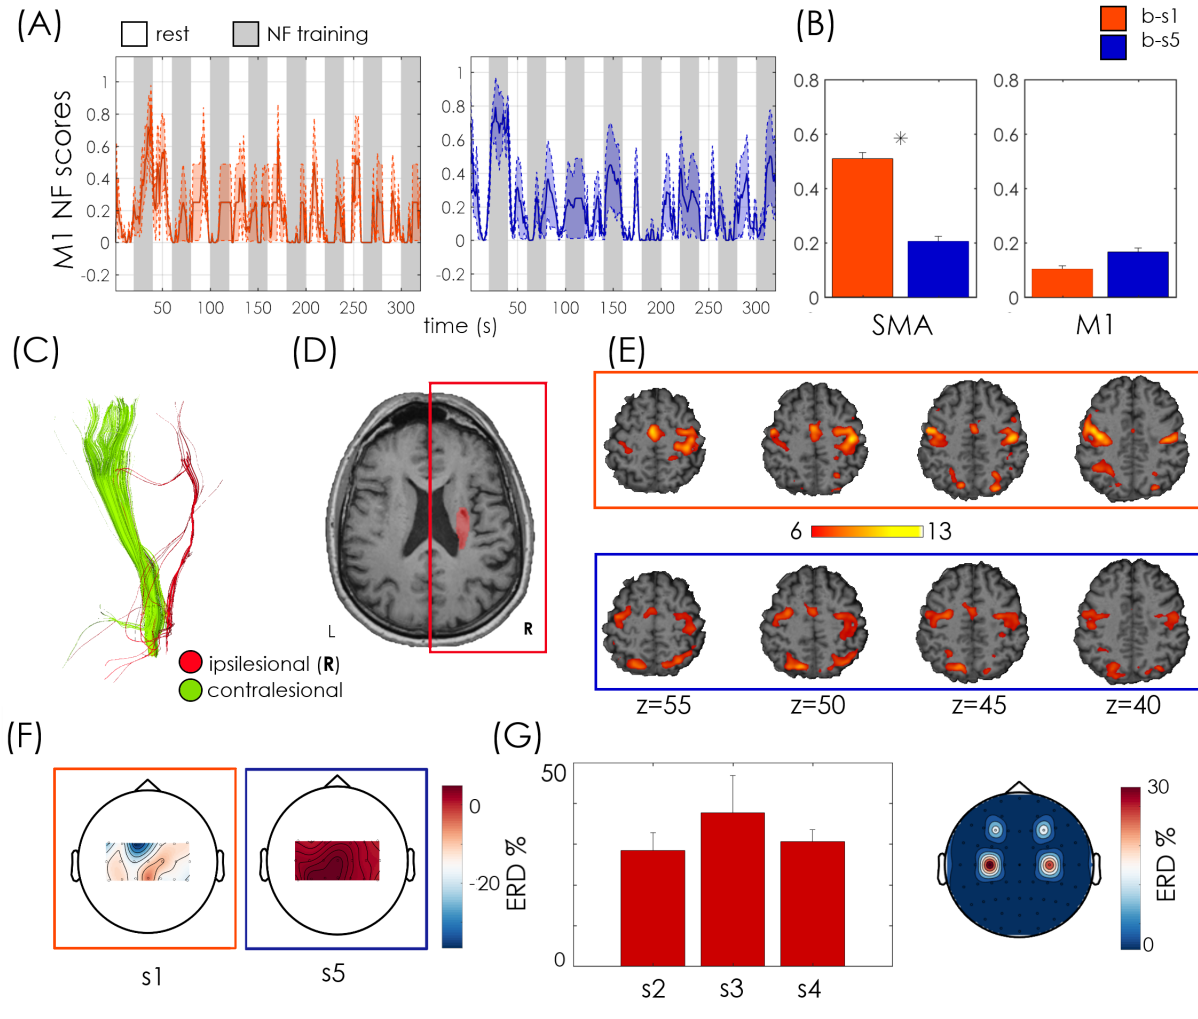 (A)
rest
NF training
M1 NF scores
1
0.8
0.6
0.4
0.2
0
-0.2
50 100 150 200 250 300
1
0.8
0.6
0.4
0.2
0
-0.2
50 100 150 200 250 300
time (s)
(B)
b-s1
b-s5
0.8
0.6
0.4
0.2
0
SMA
0.8
0.6
0.4
0.2
0
M1
(C)
ipsilesional (R)
contralesional
(D)
L
R
(E)
6 13
z=55 z=50 z=45 z=40
(F)
s1
s5
0
-20
(G)
ERD %
50
0
s2 s3 s4
30
0
ERD %